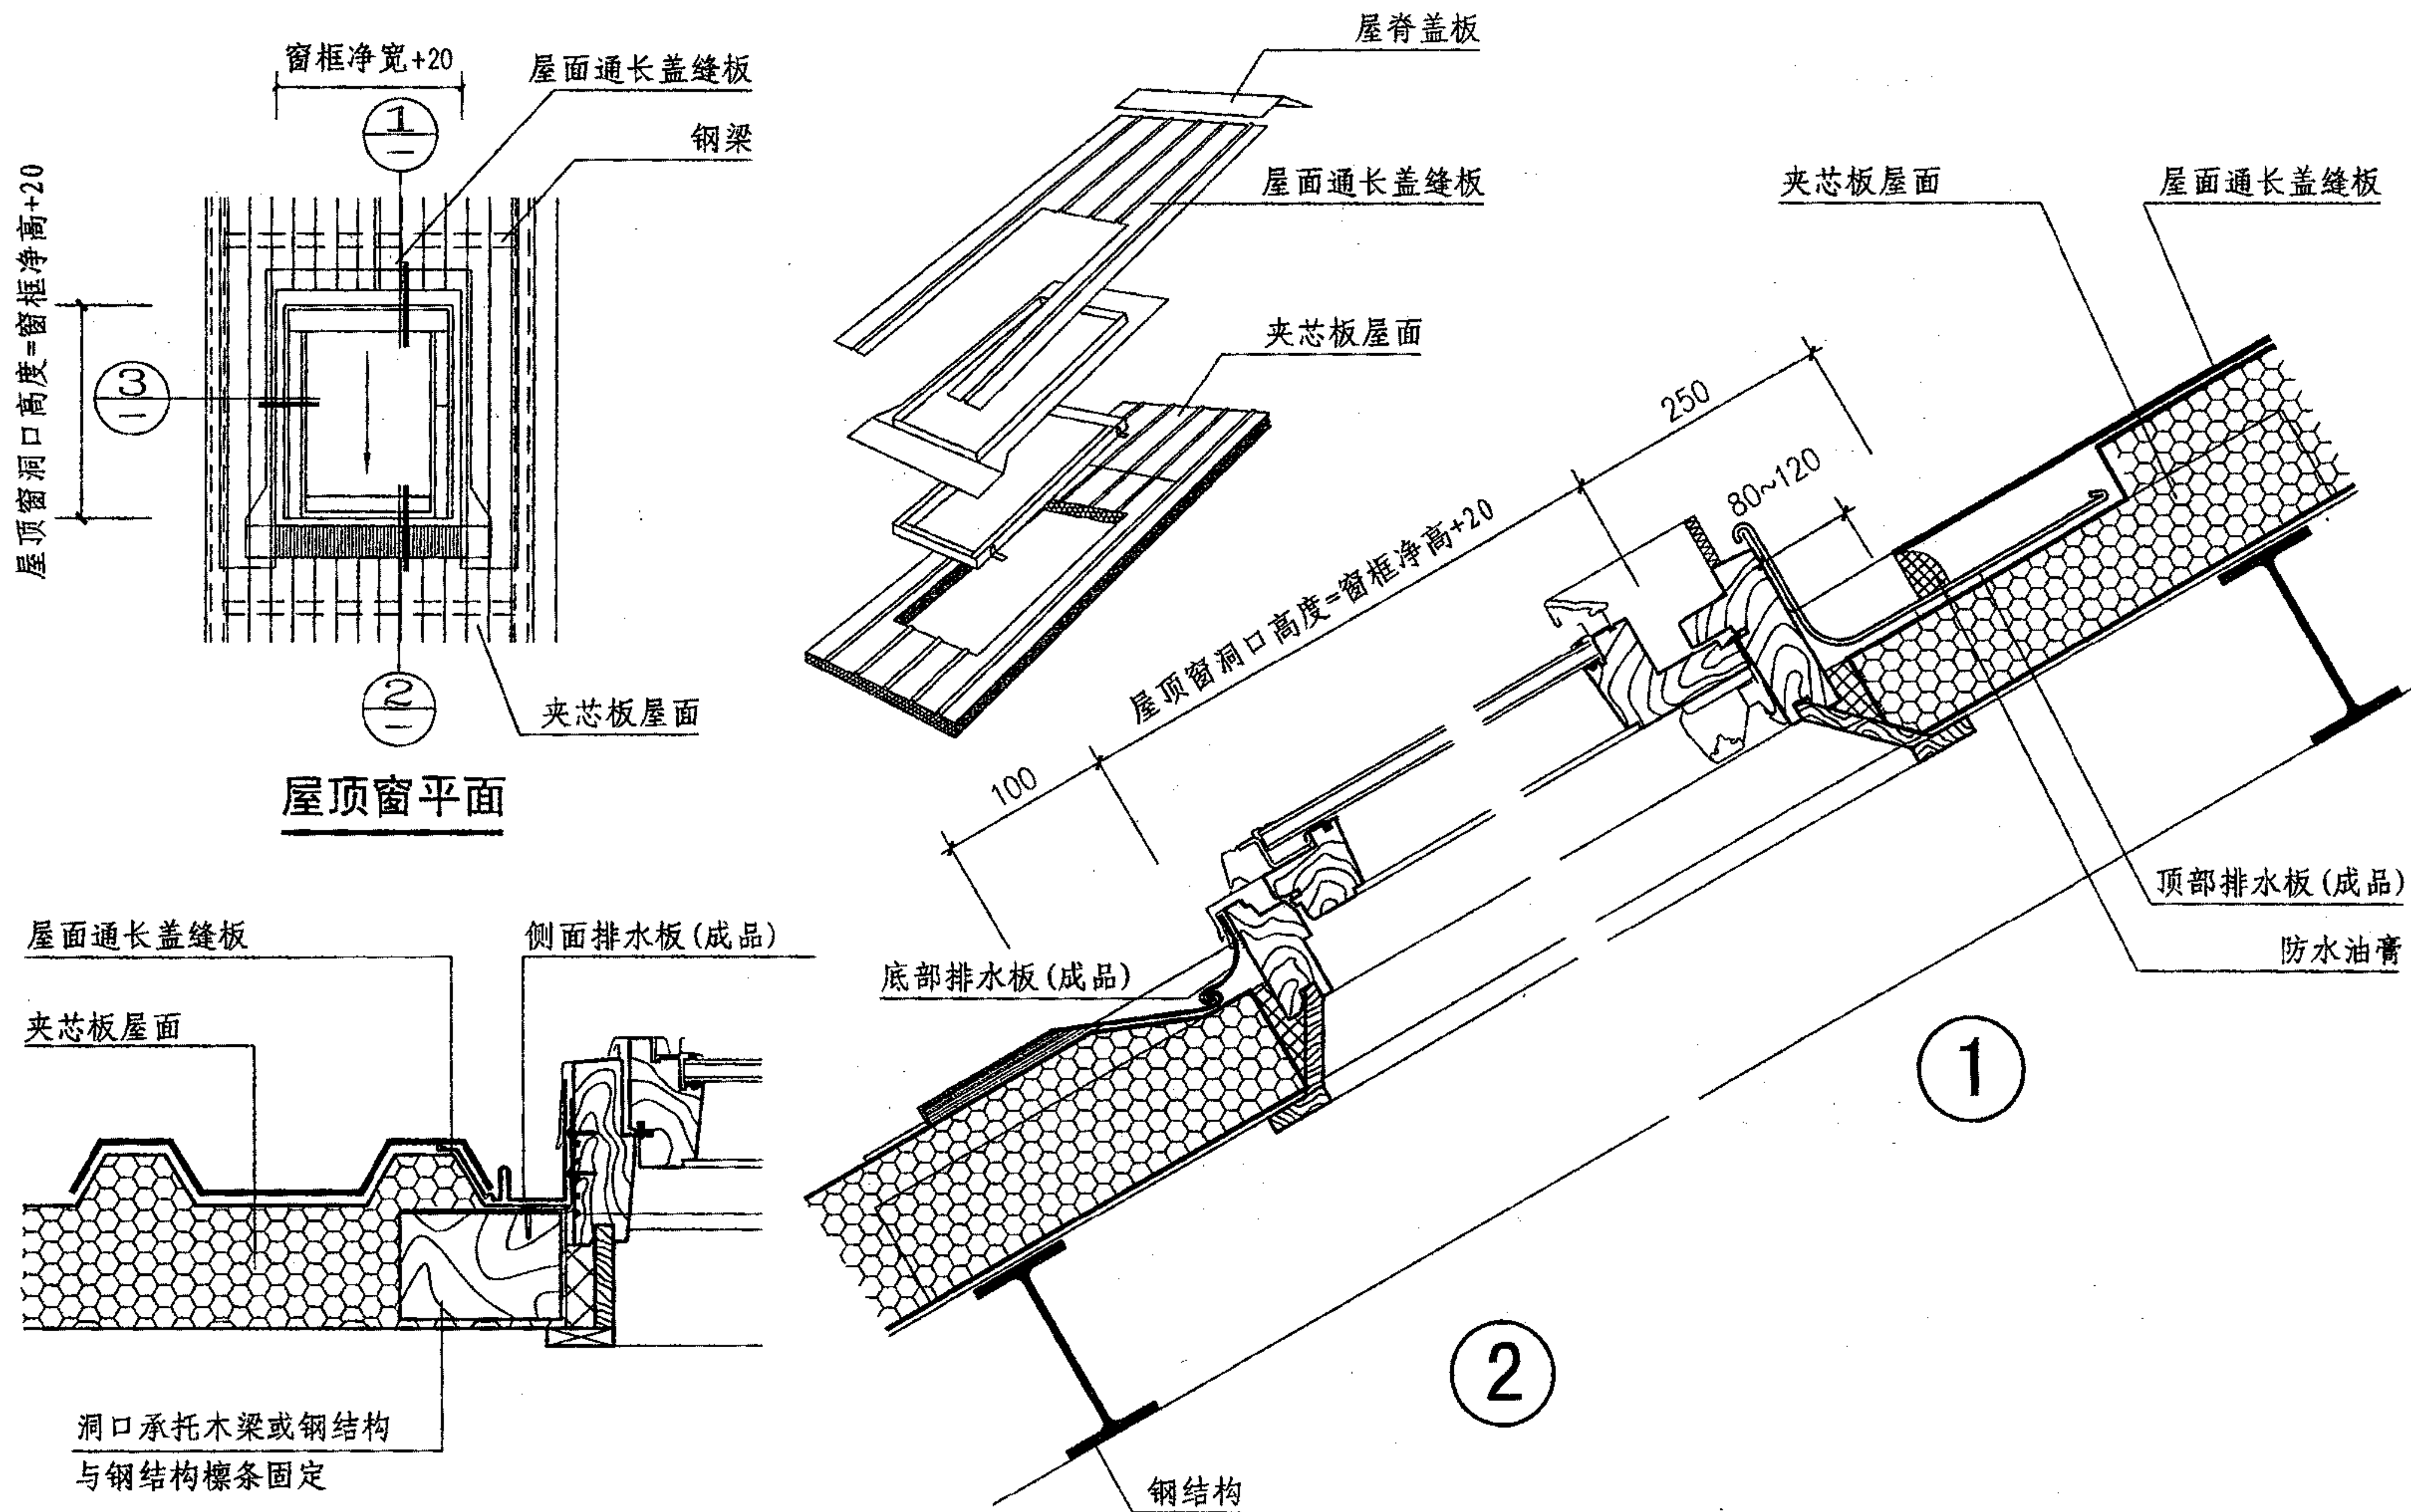 窗框净宽+20
屋面通长盖缝板
钢梁
1
屋顶窗洞口高度=窗框净高+20
3
2
夹芯板屋面
屋顶窗平面
屋脊盖板
屋面通长盖缝板
夹芯板屋面
夹芯板屋面
屋面通长盖缝板
250
80~120
屋顶窗洞口高度=窗框净高+20
100
底部排水板(成品)
顶部排水板(成品)
防水油膏
1
2
钢结构
屋面通长盖缝板
侧面排水板(成品)
夹芯板屋面
洞口承托木梁或钢结构
与钢结构檩条固定